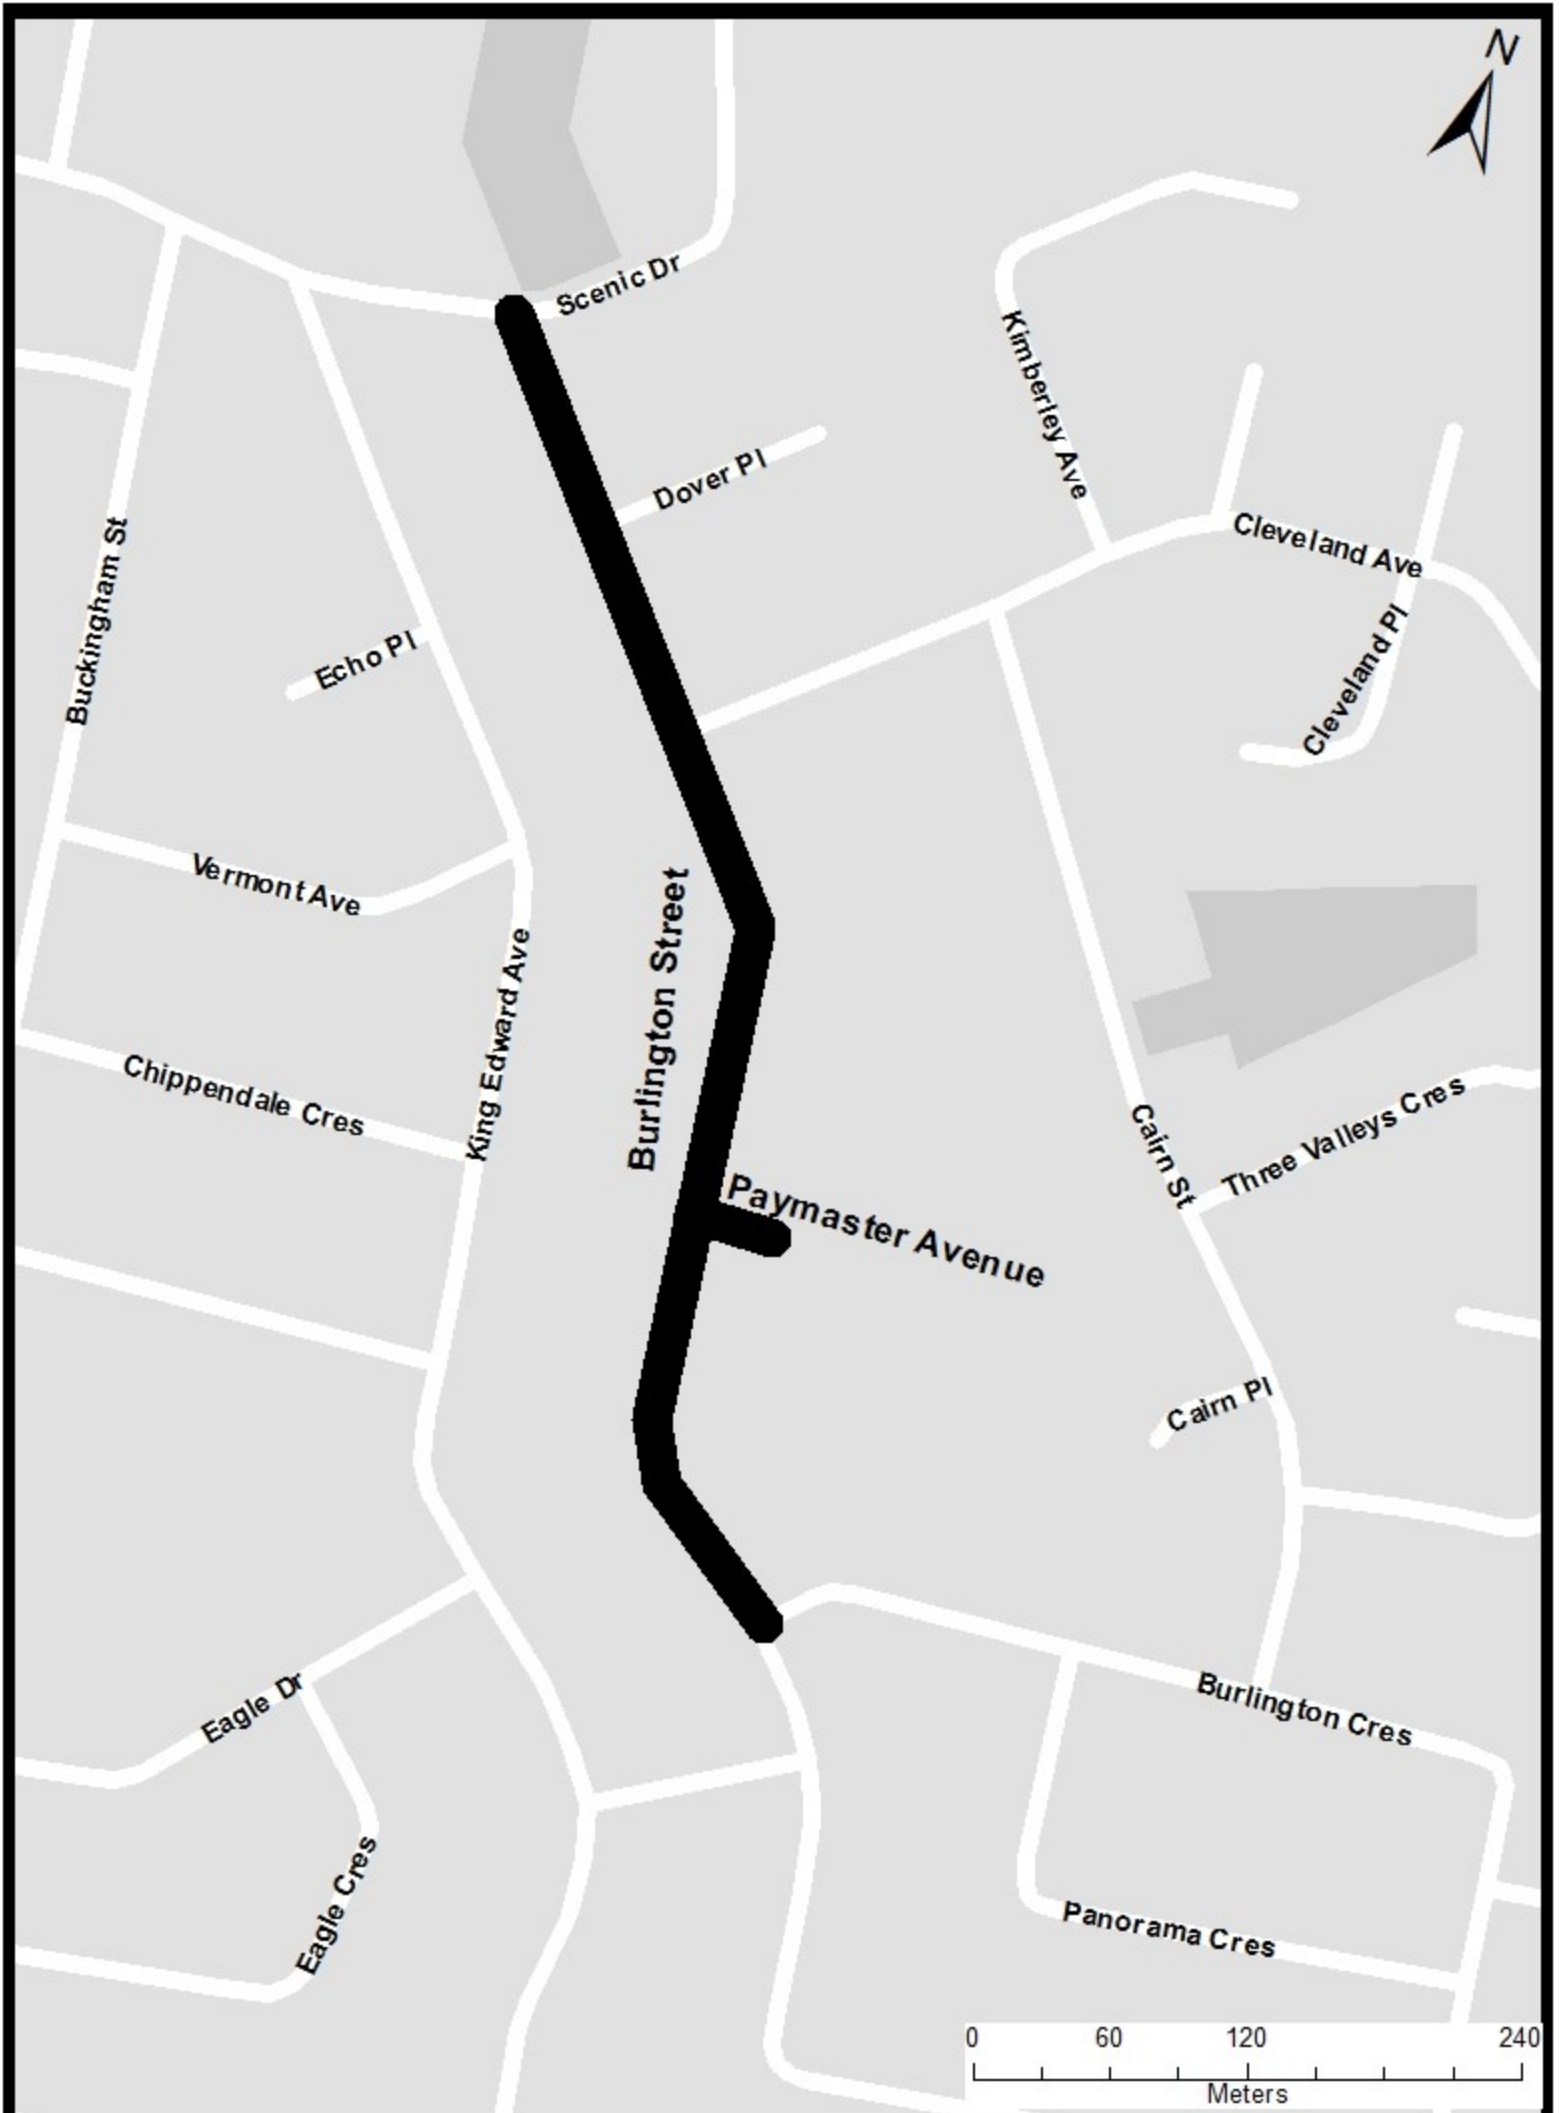 N
Scenic Dr
Kimberley Ave
Dover Pl
Cleveland Ave
Buckingham St
Echo Pl
Cleveland Pl
Vermont Ave
Burlington Street
King Edward Ave
Chippendale Cres
Three Valleys Cres
Cairn St
Paymaster Avenue
Cairn Pl
Eagle Dr
Burlington Cres
Eagle Cres
Panorama Cres
0 60 120 240
Meters